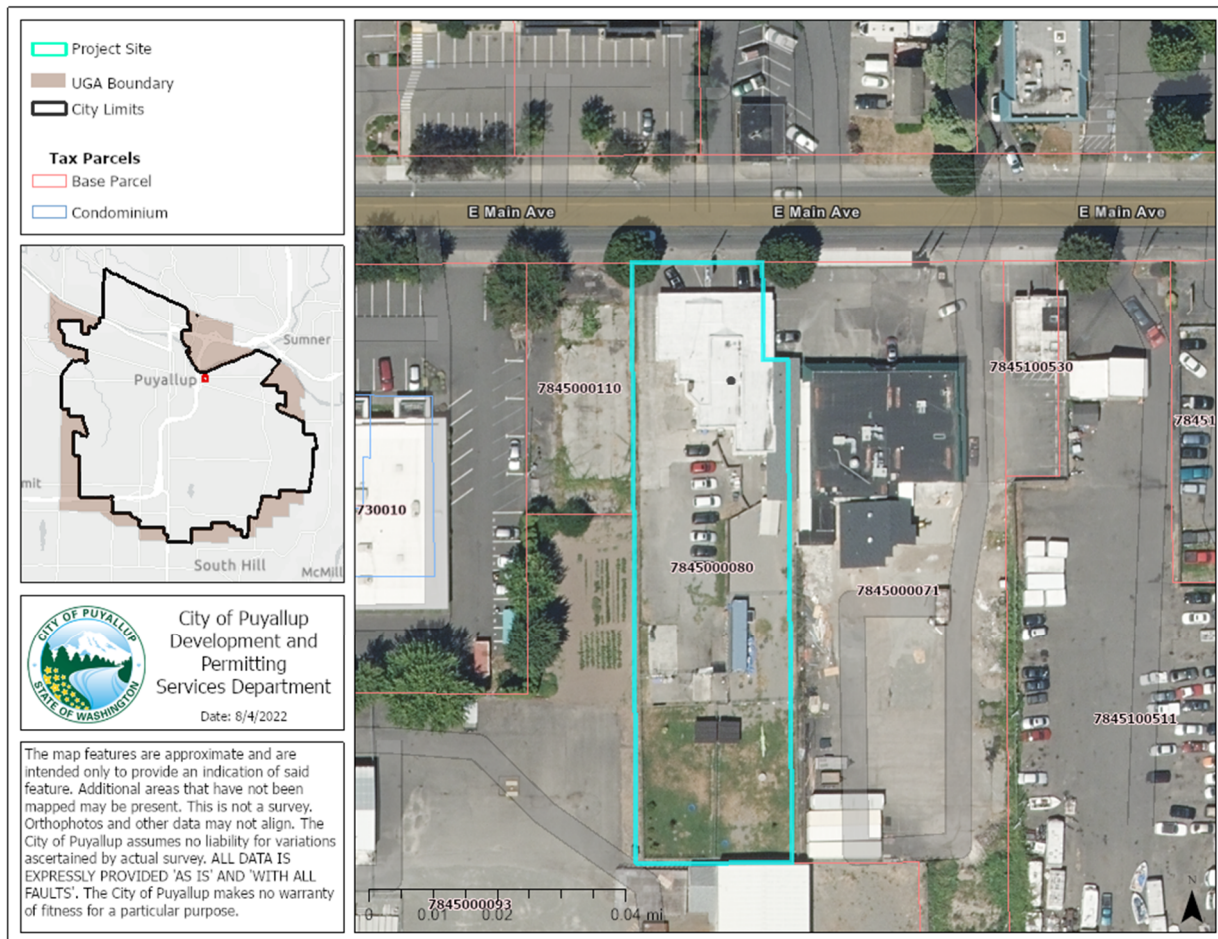 Project Site
UGA Boundary
City Limits
Tax Parcels
Base Parcel
Condominium
Sumner
Puyallup
mit
South Hill
McMill
CITY OF PUYALLUP
STATE OF WASHINGTON
City of Puyallup
Development and
Permitting
Services Department
Date: 8/4/2022
The map features are approximate and are
intended only to provide an indication of said
feature. Additional areas that have not been
mapped may be present. This is not a survey.
Orthophotos and other data may not align. The
City of Puyallup assumes no liability for variations
ascertained by actual survey. ALL DATA IS
EXPRESSLY PROVIDED 'AS IS' AND 'WITH ALL
FAULTS'. The City of Puyallup makes no warranty
of fitness for a particular purpose.
E Main Ave E Main Ave E Main Ave
7845100530
7845000110
78451
730010
7845000080
7845000071
7845100511
7845000093
0 0.01 0.02 0.04 mi
N